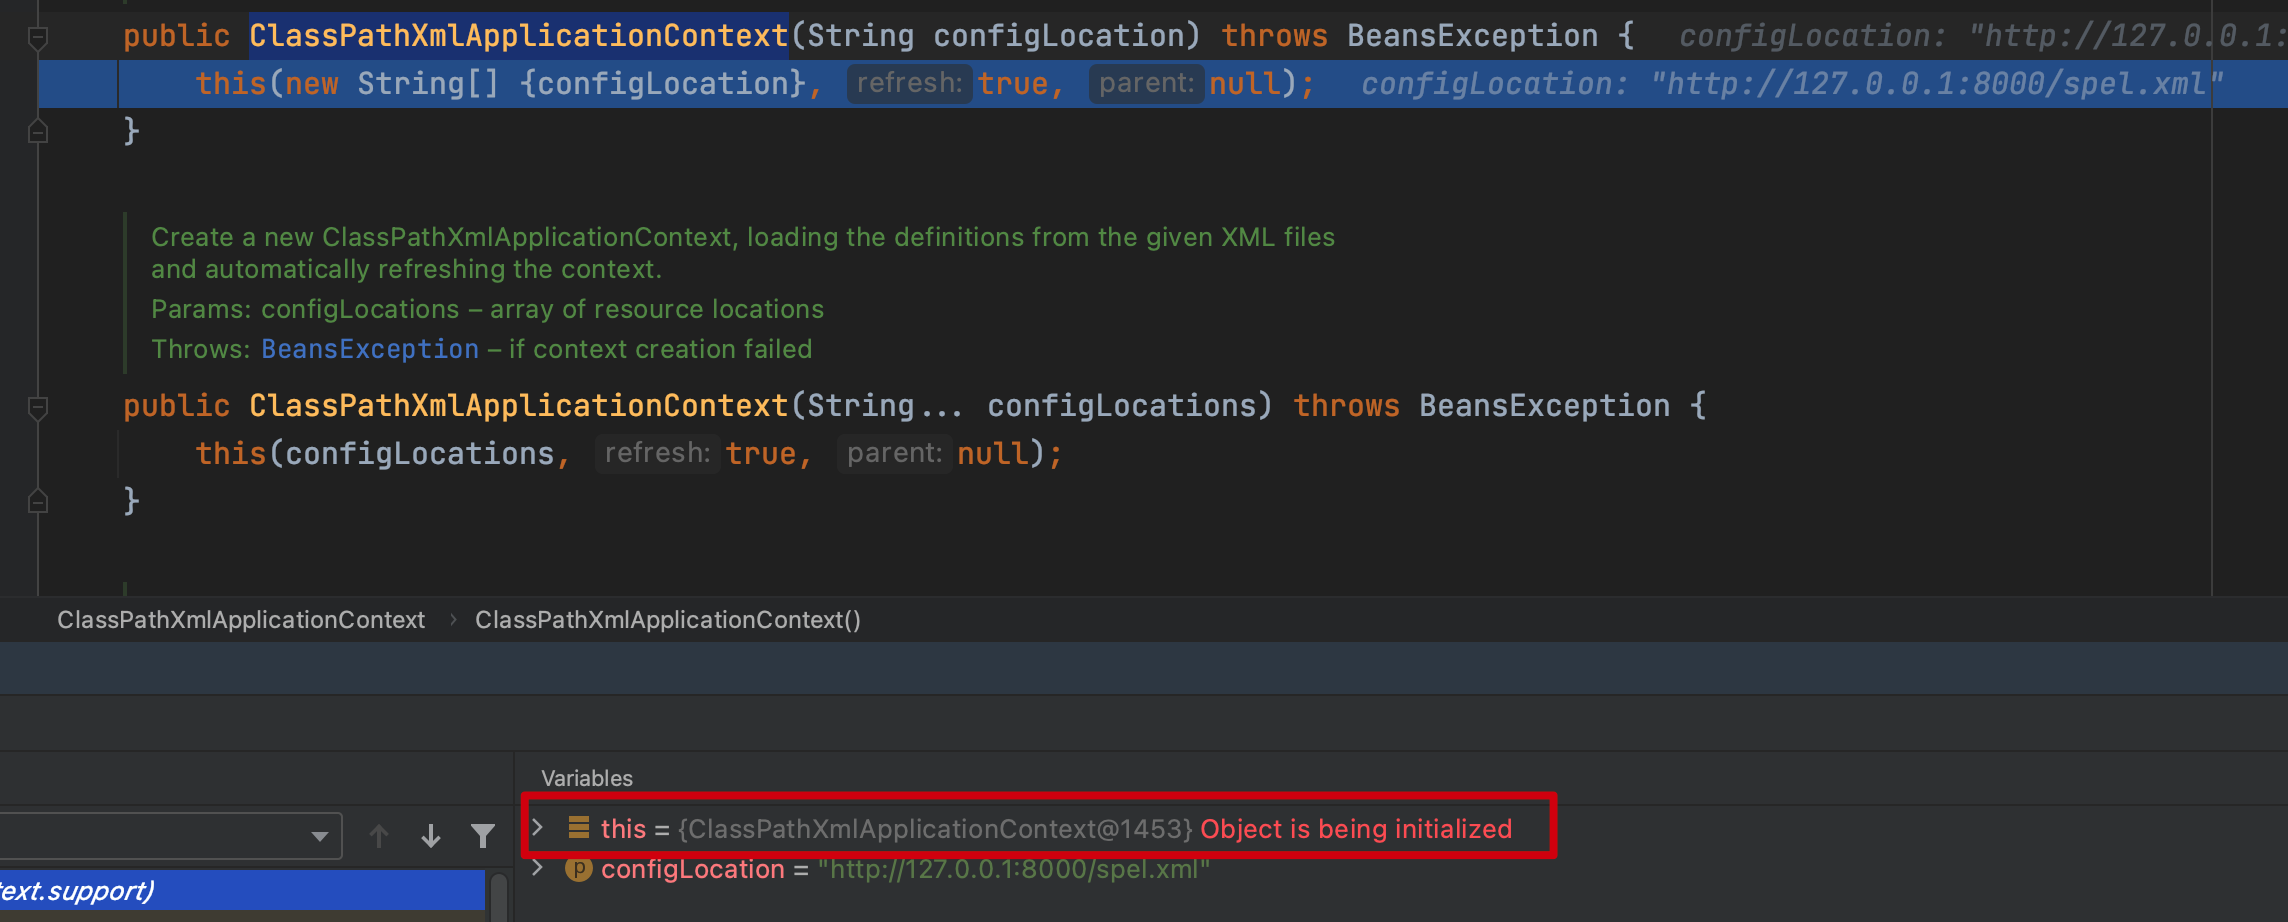 public ClassPathXmlApplicationContext(String configLocation) throws BeansException { configLocation: "http://127.0.0.1:
this(new String[] {configLocation}, refresh: true, parent: null); configLocation: "http://127.0.0.1:8000/spel.xml"
}
Create a new ClassPathXmlApplicationContext, loading the definitions from the given XML files
and automatically refreshing the context.
Params: configLocations – array of resource locations
Throws: BeansException – if context creation failed
public ClassPathXmlApplicationContext(String... configLocations) throws BeansException {
this(configLocations, refresh: true, parent: null);
}
ClassPathXmlApplicationContext › ClassPathXmlApplicationContext()
Variables
this = {ClassPathXmlApplicationContext@1453} Object is being initialized
p configLocation = "http://127.0.0.1:8000/spel.xml"
ext.support)